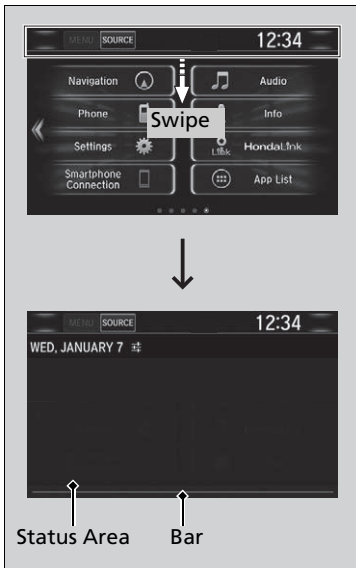 MENU SOURCE 12:34
Navigation Audio
Phone Info
Swipe
Settings HondaLink
Link
Smartphone
Connection App List
MENU SOURCE 12:34
WED, JANUARY 7
Status Area Bar